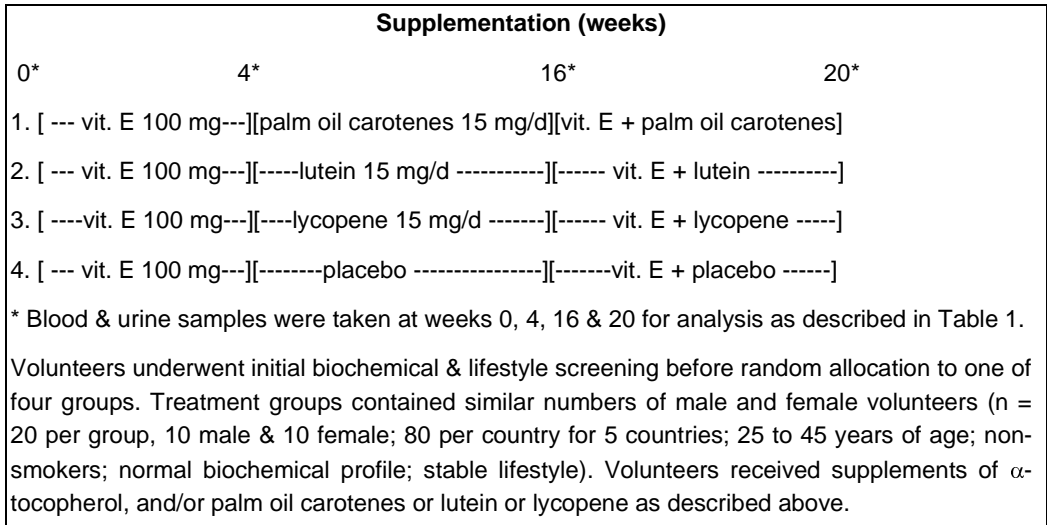 Supplementation (weeks)
0* 4* 16* 20*
1. [ --- vit. E 100 mg---][palm oil carotenes 15 mg/d][vit. E + palm oil carotenes]
2. [ --- vit. E 100 mg---][-----lutein 15 mg/d -----------][------ vit. E + lutein ----------]
3. [ ----vit. E 100 mg---][----lycopene 15 mg/d -------][------ vit. E + lycopene -----]
4. [ --- vit. E 100 mg---][--------placebo -----------------][-------vit. E + placebo ------]
* Blood & urine samples were taken at weeks 0, 4, 16 & 20 for analysis as described in Table 1.
Volunteers underwent initial biochemical & lifestyle screening before random allocation to one of
four groups. Treatment groups contained similar numbers of male and female volunteers (n =
20 per group, 10 male & 10 female; 80 per country for 5 countries; 25 to 45 years of age; non-
smokers; normal biochemical profile; stable lifestyle). Volunteers received supplements of α-
tocopherol, and/or palm oil carotenes or lutein or lycopene as described above.